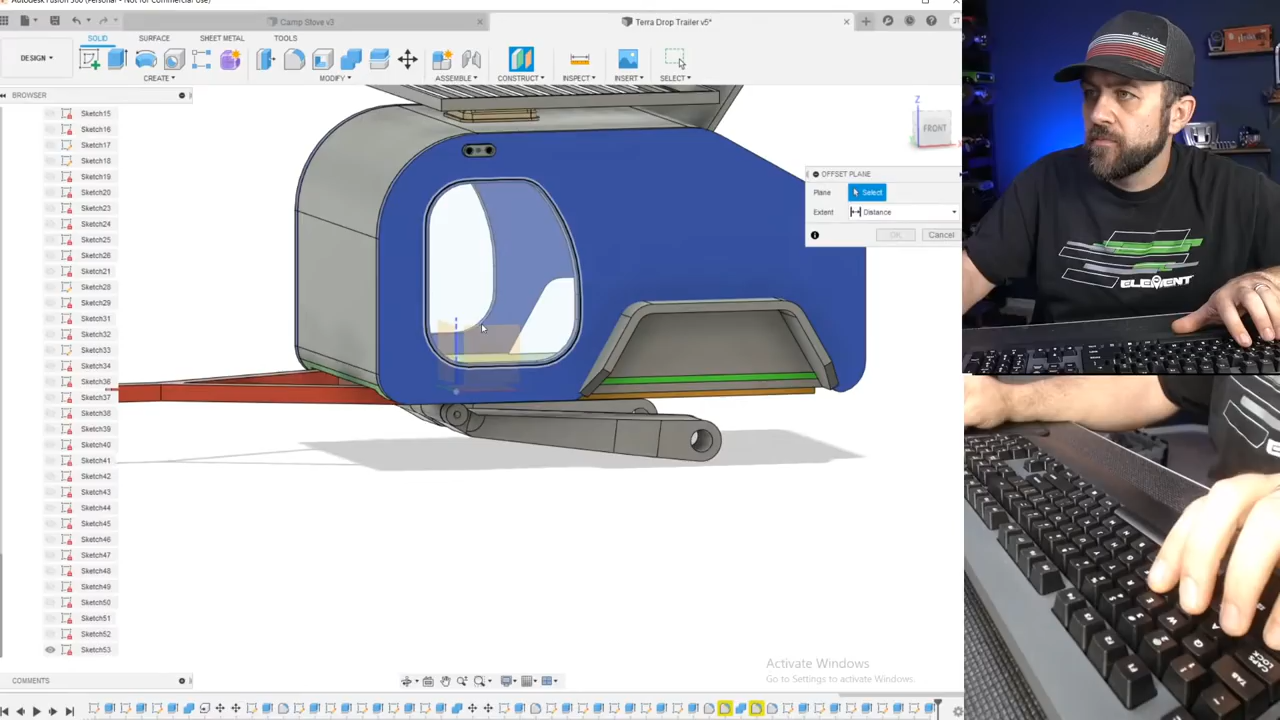 Autodesk Fusion 360 (Personal - Not for Commercial Use)
Camp Stove v3
Terra Drop Trailer v5*
SOLID SURFACE SHEET METAL TOOLS
DESIGN
CREATE
MODIFY
ASSEMBLE
CONSTRUCT
INSPECT
INSERT
SELECT
BROWSER
Sketch15
Sketch16
Sketch17
Sketch18
Sketch19
Sketch20
Sketch23
Sketch24
Sketch25
Sketch26
Sketch21
Sketch28
Sketch29
Sketch31
Sketch32
Sketch33
Sketch34
Sketch36
Sketch37
Sketch38
Sketch39
Sketch40
Sketch41
Sketch42
Sketch43
Sketch44
Sketch45
Sketch46
Sketch47
Sketch48
Sketch49
Sketch50
Sketch51
Sketch52
Sketch53
Z
FRONT
OFFSET PLANE
Plane Select
Extent Distance
OK Cancel
ELEMENT
CAPS
LOCK
TAB
Activate Windows
Go to Settings to activate Windows.
COMMENTS